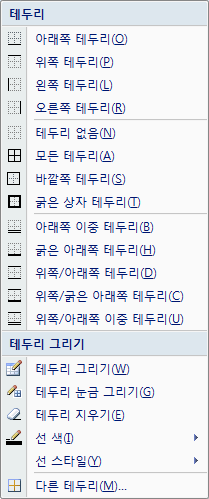 테두리
아래쪽 테두리(O)
위쪽 테두리(P)
왼쪽 테두리(L)
오른쪽 테두리(R)
테두리 없음(N)
모든 테두리(A)
바깥쪽 테두리(S)
굵은 상자 테두리(T)
아래쪽 이중 테두리(B)
굵은 아래쪽 테두리(H)
위쪽/아래쪽 테두리(D)
위쪽/굵은 아래쪽 테두리(C)
위쪽/아래쪽 이중 테두리(U)
테두리 그리기
테두리 그리기(W)
테두리 눈금 그리기(G)
테두리 지우기(E)
선 색(I)
선 스타일(Y)
다른 테두리(M)...